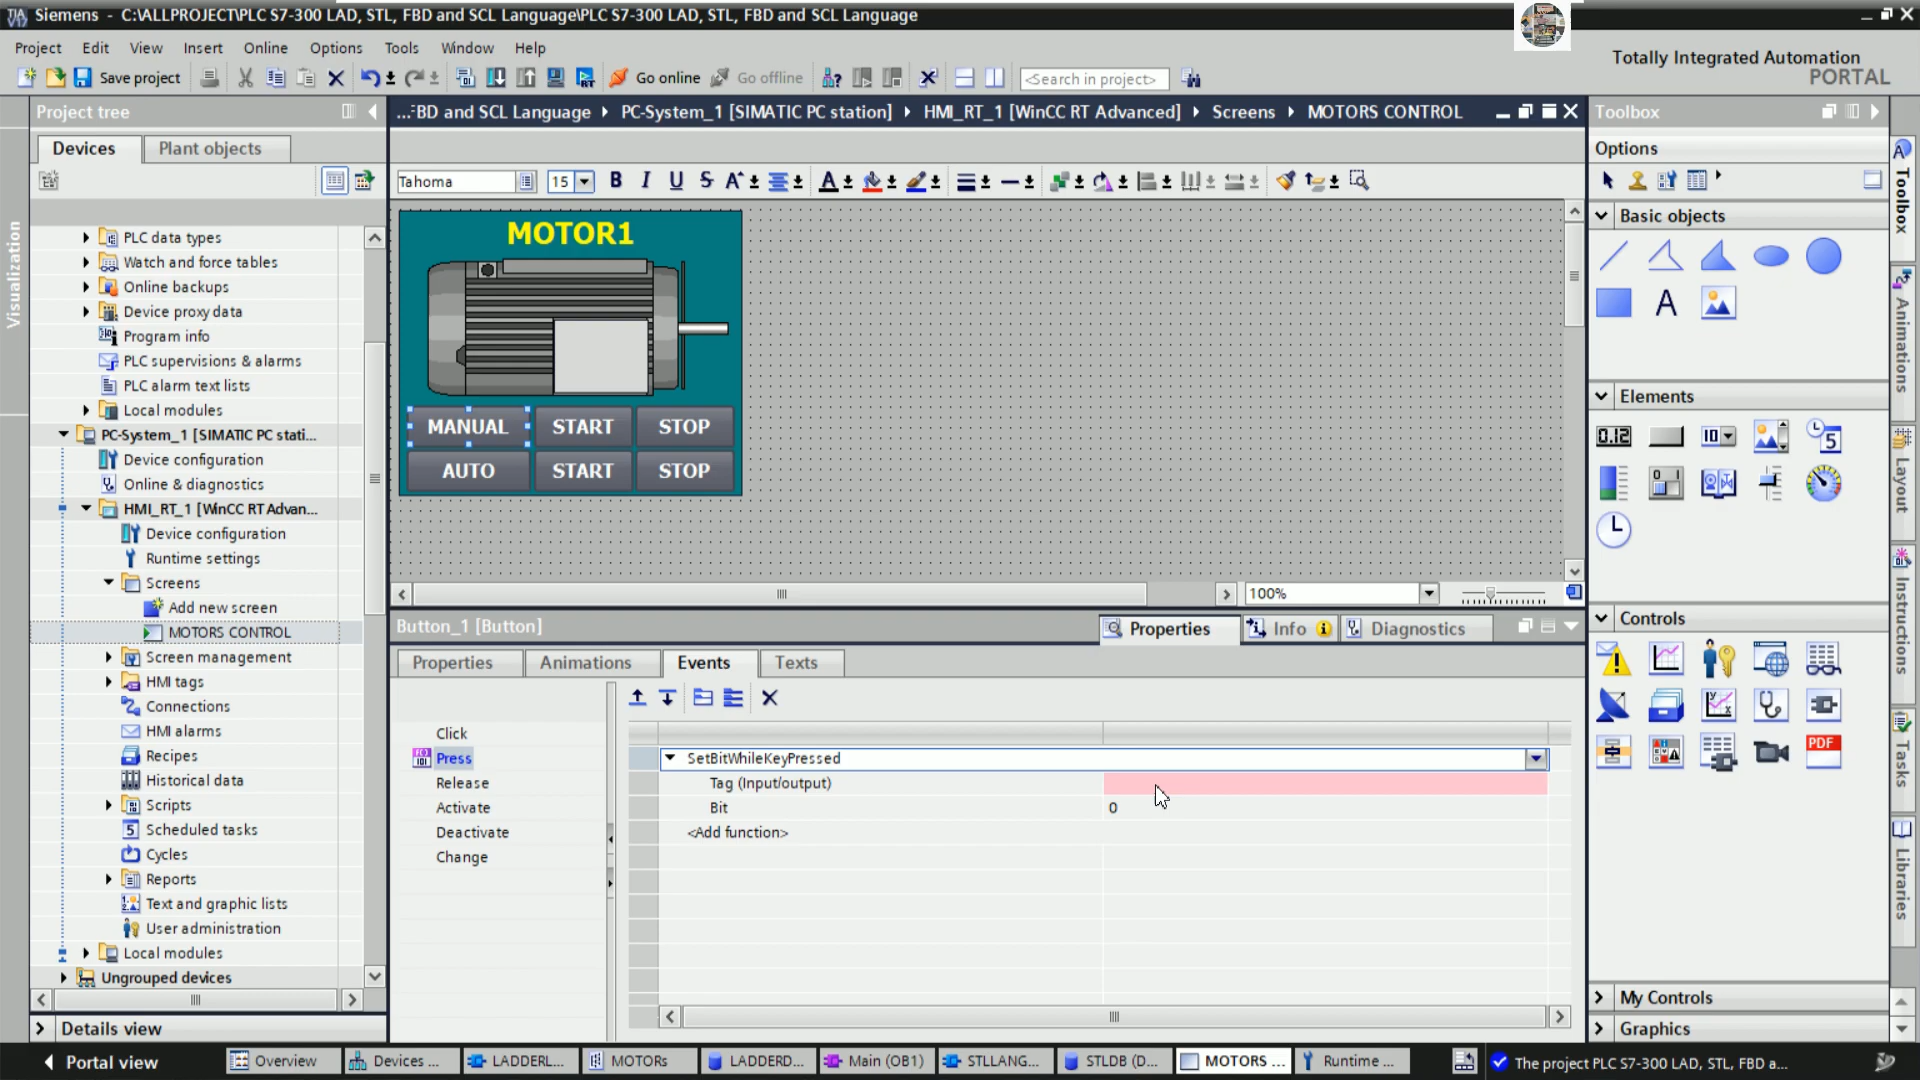 Siemens - C:\ALLPROJECT\PLC S7-300 LAD, STL, FBD and SCL Language\PLC S7-300 LAD, STL, FBD and SCL Language
Project Edit View Insert Online Options Tools Window Help
Totally Integrated Automation
PORTAL
Save project
Go online
Go offline
<Search in project>
Project tree
...FBD and SCL Language
PC-System_1 [SIMATIC PC station]
HMI_RT_1 [WinCC RT Advanced]
Screens
MOTORS CONTROL
Toolbox
Devices
Plant objects
Options
Tahoma
15
B I U S
Basic objects
MOTOR1
MANUAL START STOP
AUTO START STOP
PLC data types
Watch and force tables
Online backups
Device proxy data
Program info
PLC supervisions & alarms
PLC alarm text lists
Local modules
PC-System_1 [SIMATIC PC stati...
Device configuration
Online & diagnostics
HMI_RT_1 [WinCC RT Advan...
Device configuration
Runtime settings
Screens
Add new screen
MOTORS CONTROL
Screen management
HMI tags
Connections
HMI alarms
Recipes
Historical data
Scripts
Scheduled tasks
Cycles
Reports
Text and graphic lists
User administration
Local modules
Ungrouped devices
Details view
Visualization
100%
Button_1 [Button]
Properties
Info
Diagnostics
Properties
Animations
Events
Texts
Click
Press
Release
Activate
Deactivate
Change
SetBitWhileKeyPressed
Tag (Input/output)
Bit 0
<Add function>
Elements
0.12
10
5
Controls
PDF
My Controls
Graphics
Toolbox
Animations
Layout
Instructions
Tasks
Libraries
Portal view
Overview
Devices ...
LADDERL...
MOTORs
LADDERD...
Main (OB1)
STLLANG...
STLDB (D...
MOTORS ...
Runtime ...
The project PLC S7-300 LAD, STL, FBD a...